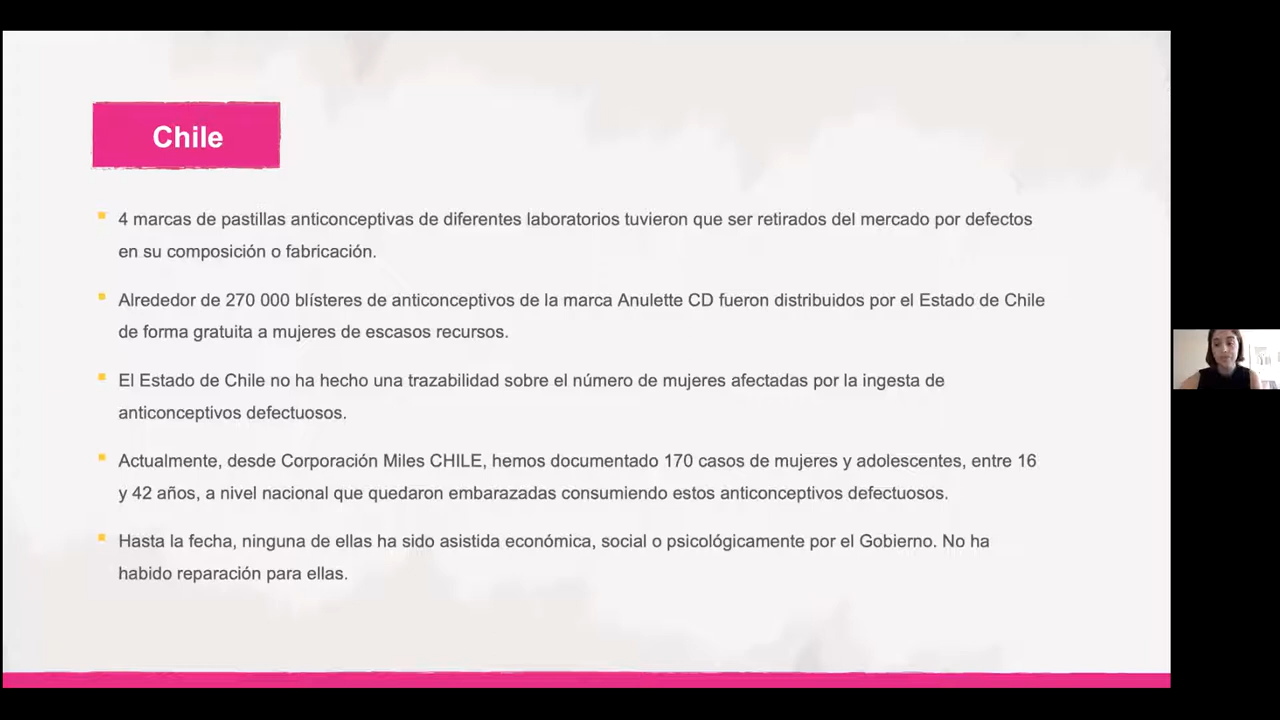 Chile
4 marcas de pastillas anticonceptivas de diferentes laboratorios tuvieron que ser retirados del mercado por defectos
en su composición o fabricación.
Alrededor de 270 000 blísteres de anticonceptivos de la marca Anulette CD fueron distribuidos por el Estado de Chile
de forma gratuita a mujeres de escasos recursos.
El Estado de Chile no ha hecho una trazabilidad sobre el número de mujeres afectadas por la ingesta de
anticonceptivos defectuosos.
Actualmente, desde Corporación Miles CHILE, hemos documentado 170 casos de mujeres y adolescentes, entre 16
y 42 años, a nivel nacional que quedaron embarazadas consumiendo estos anticonceptivos defectuosos.
Hasta la fecha, ninguna de ellas ha sido asistida económica, social o psicológicamente por el Gobierno. No ha
habido reparación para ellas.